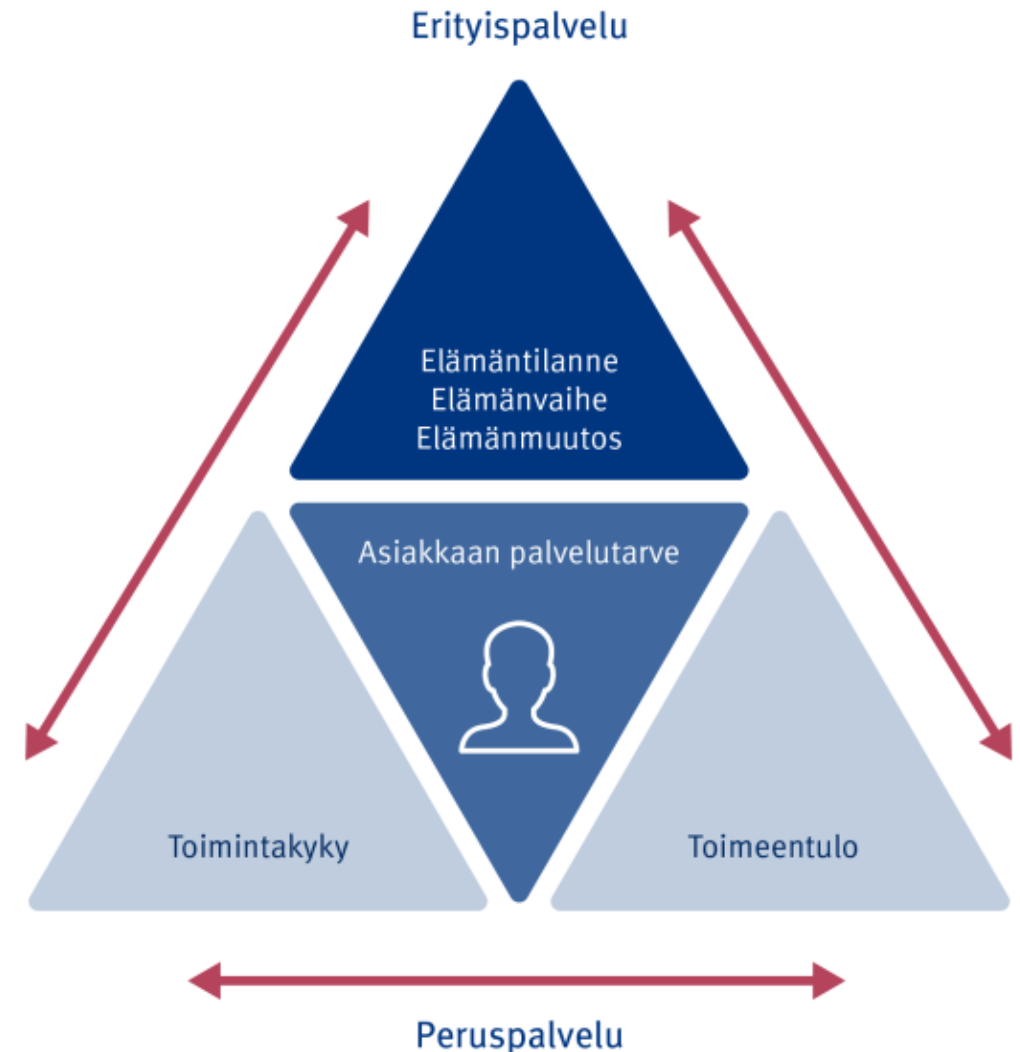 Erityispalvelu
Elämäntilanne
Elämänvaihe
Elämänmuutos
Asiakkaan palvelutarve
Toimintakyky
Toimeentulo
Peruspalvelu